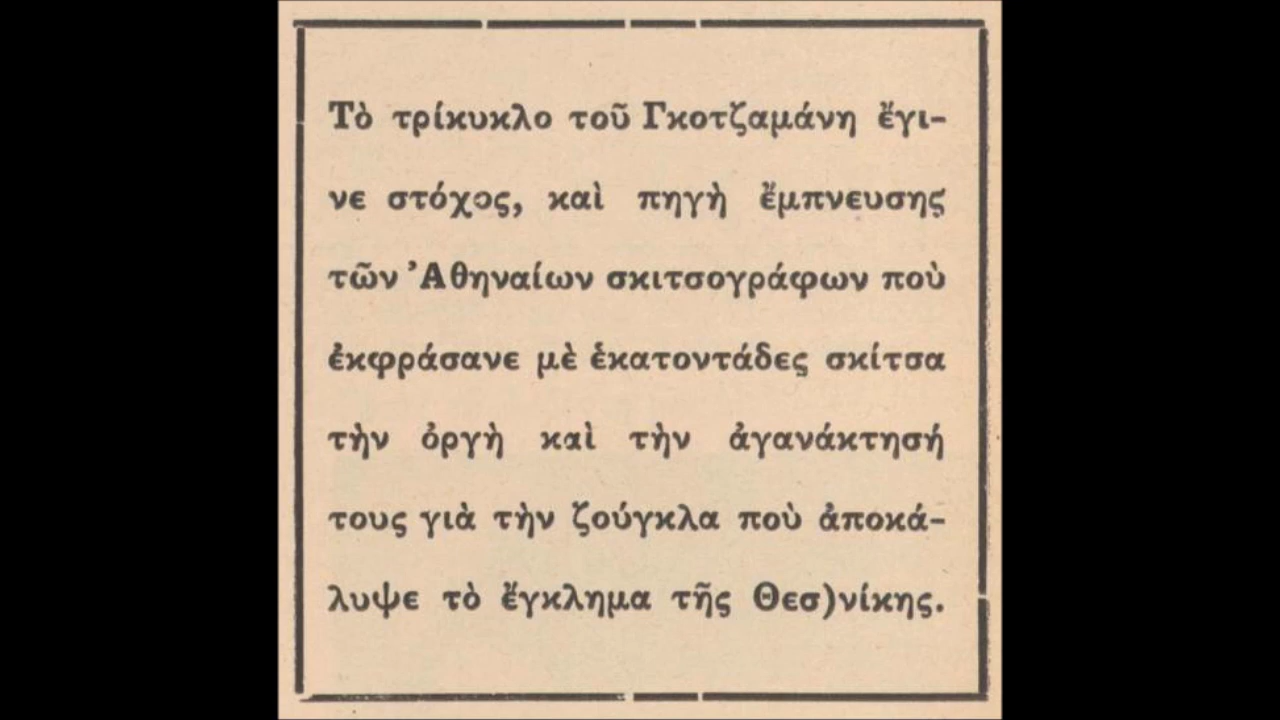 Τὸ τρίκυκλο τοῦ Γκοτζαμάνη ἔγι-
νε στόχος, καὶ πηγὴ ἔμπνευσης
τῶν Ἀθηναίων σκιτσογράφων ποὺ
ἐκφράσανε μὲ ἑκατοντάδες σκίτσα
τὴν ὀργὴ καὶ τὴν ἀγανάκτησή
τους γιὰ τὴν ζούγκλα ποὺ ἀποκά-
λυψε τὸ ἔγκλημα τῆς Θεσ)νίκης.